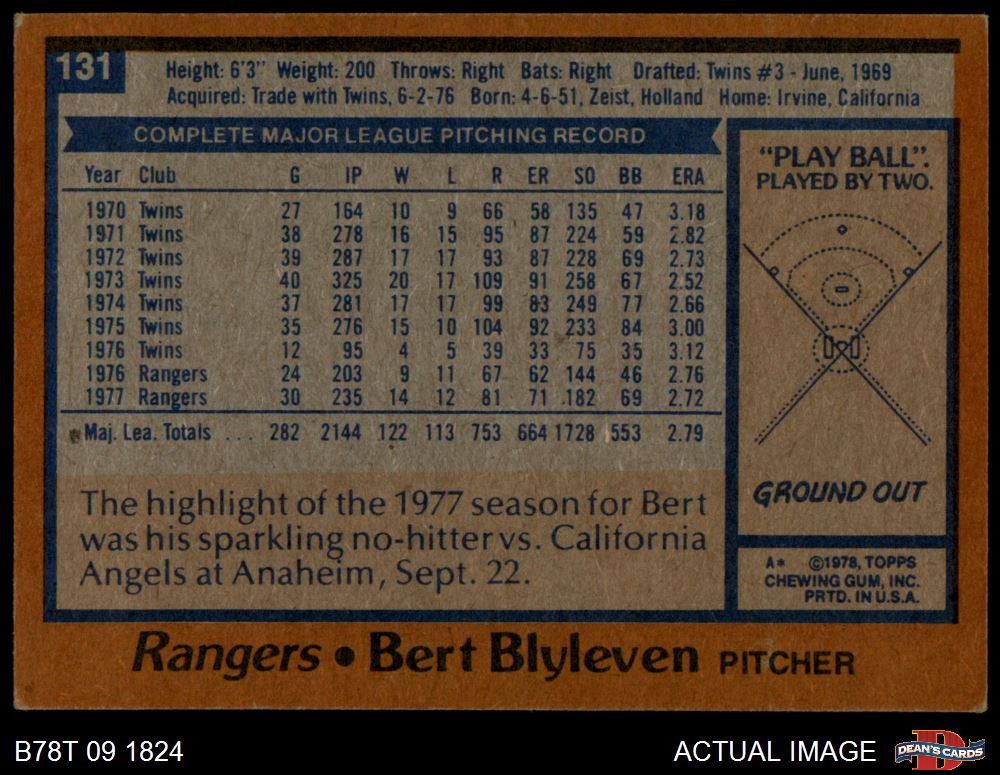 131
Height: 6'3" Weight: 200 Throws: Right Bats: Right Drafted: Twins #3 - June, 1969
Acquired: Trade with Twins, 6-2-76 Born: 4-6-51, Zeist, Holland Home: Irvine, California
COMPLETE MAJOR LEAGUE PITCHING RECORD
Year Club G IP W L R ER SO BB ERA
1970 Twins 27 164 10 9 66 58 135 47 3.18
1971 Twins 38 278 16 15 95 87 224 59 2.82
1972 Twins 39 287 17 17 93 87 228 69 2.73
1973 Twins 40 325 20 17 109 91 258 67 2.52
1974 Twins 37 281 17 17 99 83 249 77 2.66
1975 Twins 35 276 15 10 104 92 233 84 3.00
1976 Twins 12 95 4 5 39 33 75 35 3.12
1976 Rangers 24 203 9 11 67 62 144 46 2.76
1977 Rangers 30 235 14 12 81 71 182 69 2.72
Maj. Lea. Totals ... 282 2144 122 113 753 664 1728 553 2.79
The highlight of the 1977 season for Bert
was his sparkling no-hitter vs. California
Angels at Anaheim, Sept. 22.
"PLAY BALL".
PLAYED BY TWO.
GROUND OUT
A* ©1978, TOPPS
CHEWING GUM, INC.
PRTD. IN U.S.A.
Rangers • Bert Blyleven PITCHER
B78T 09 1824
ACTUAL IMAGE
D
DEAN'S CARDS